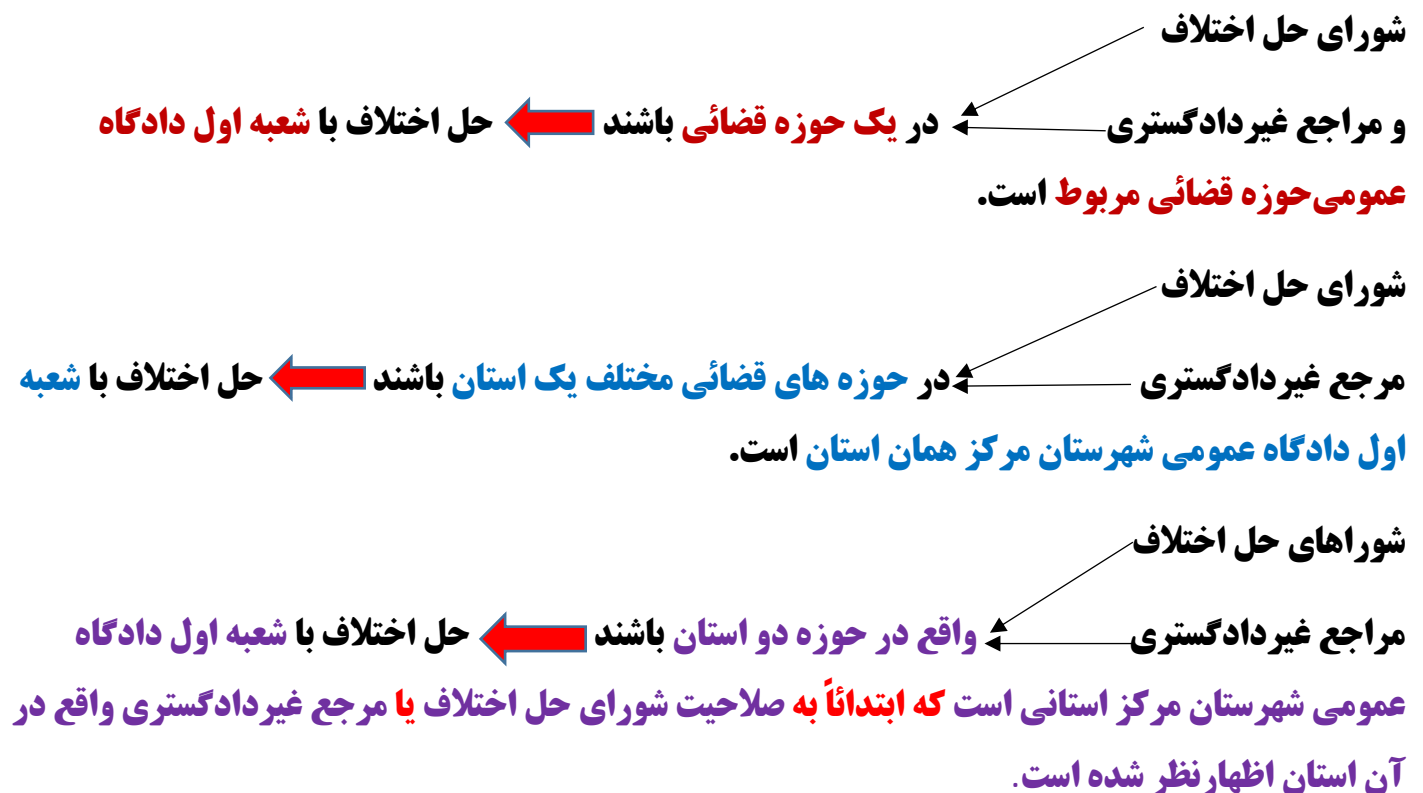 شورای حل اختلاف
و مراجع غیردادگستری در یک حوزه قضائی باشند حل اختلاف با شعبه اول دادگاه
عمومی‌حوزه قضائی مربوط است.
شورای حل اختلاف
مرجع غیردادگستری در حوزه های قضائی مختلف یک استان باشند حل اختلاف با شعبه
اول دادگاه عمومی شهرستان مرکز همان استان است.
شوراهای حل اختلاف
مراجع غیردادگستری واقع در حوزه دو استان باشند حل اختلاف با شعبه اول دادگاه
عمومی شهرستان مرکز استانی است که ابتدائاً به صلاحیت شورای حل اختلاف یا مرجع غیردادگستری واقع در
آن استان اظهارنظر شده است.